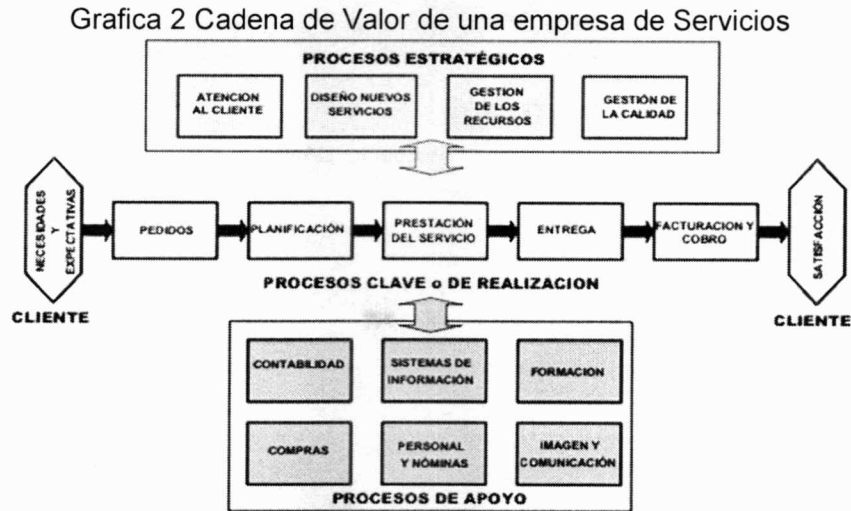 Grafica 2 Cadena de Valor de una empresa de Servicios
PROCESOS ESTRATÉGICOS
ATENCION
AL CLIENTE
DISEÑO NUEVOS
SERVICIOS
GESTION
DE LOS
RECURSOS
GESTIÓN DE
LA CALIDAD
NECESIDADES
Y
EXPECTATIVAS
CLIENTE
PEDIDOS
PLANIFICACIÓN
PRESTACIÓN
DEL SERVICIO
ENTREGA
FACTURACION Y
COBRO
SATISFACCIÓN
CLIENTE
PROCESOS CLAVE o DE REALIZACION
CONTABILIDAD
SISTEMAS DE
INFORMACIÓN
FORMACION
COMPRAS
PERSONAL
Y NÓMINAS
IMAGEN Y
COMUNICACIÓN
PROCESOS DE APOYO